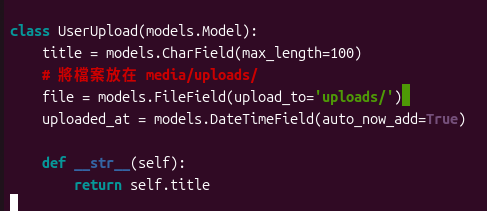 class UserUpload(models.Model):
    title = models.CharField(max_length=100)
    # 將檔案放在 media/uploads/
    file = models.FileField(upload_to='uploads/')
    uploaded_at = models.DateTimeField(auto_now_add=True)
    def __str__(self):
        return self.title